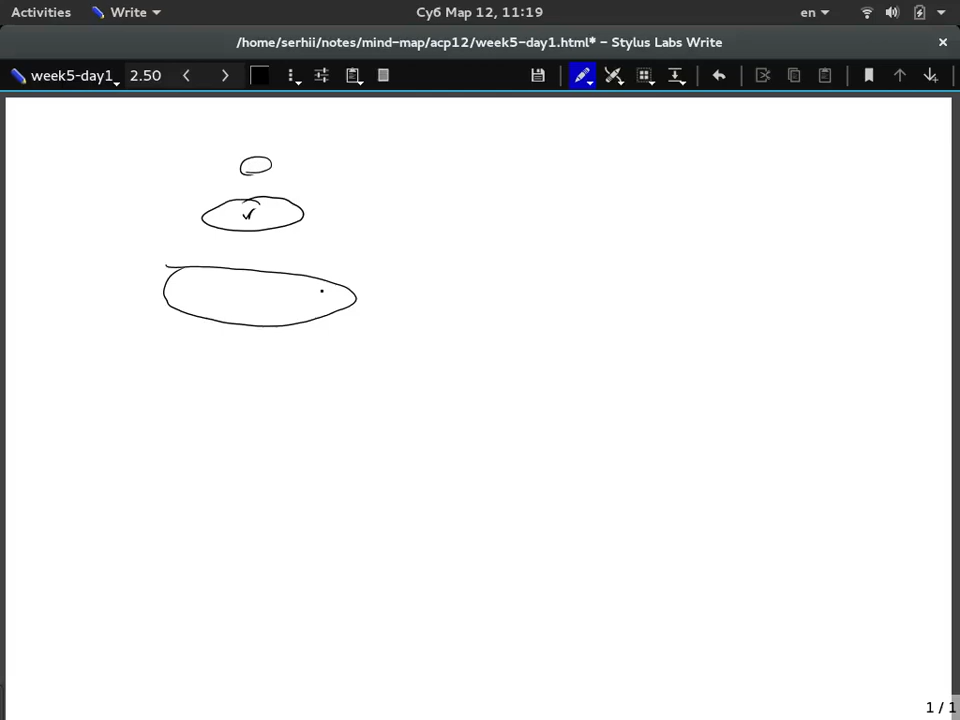 Activities Write Суб Мар 12, 11:19 en
/home/serhii/notes/mind-map/acp12/week5-day1.html* – Stylus Labs Write ×
week5-day1 2.50
1 / 1